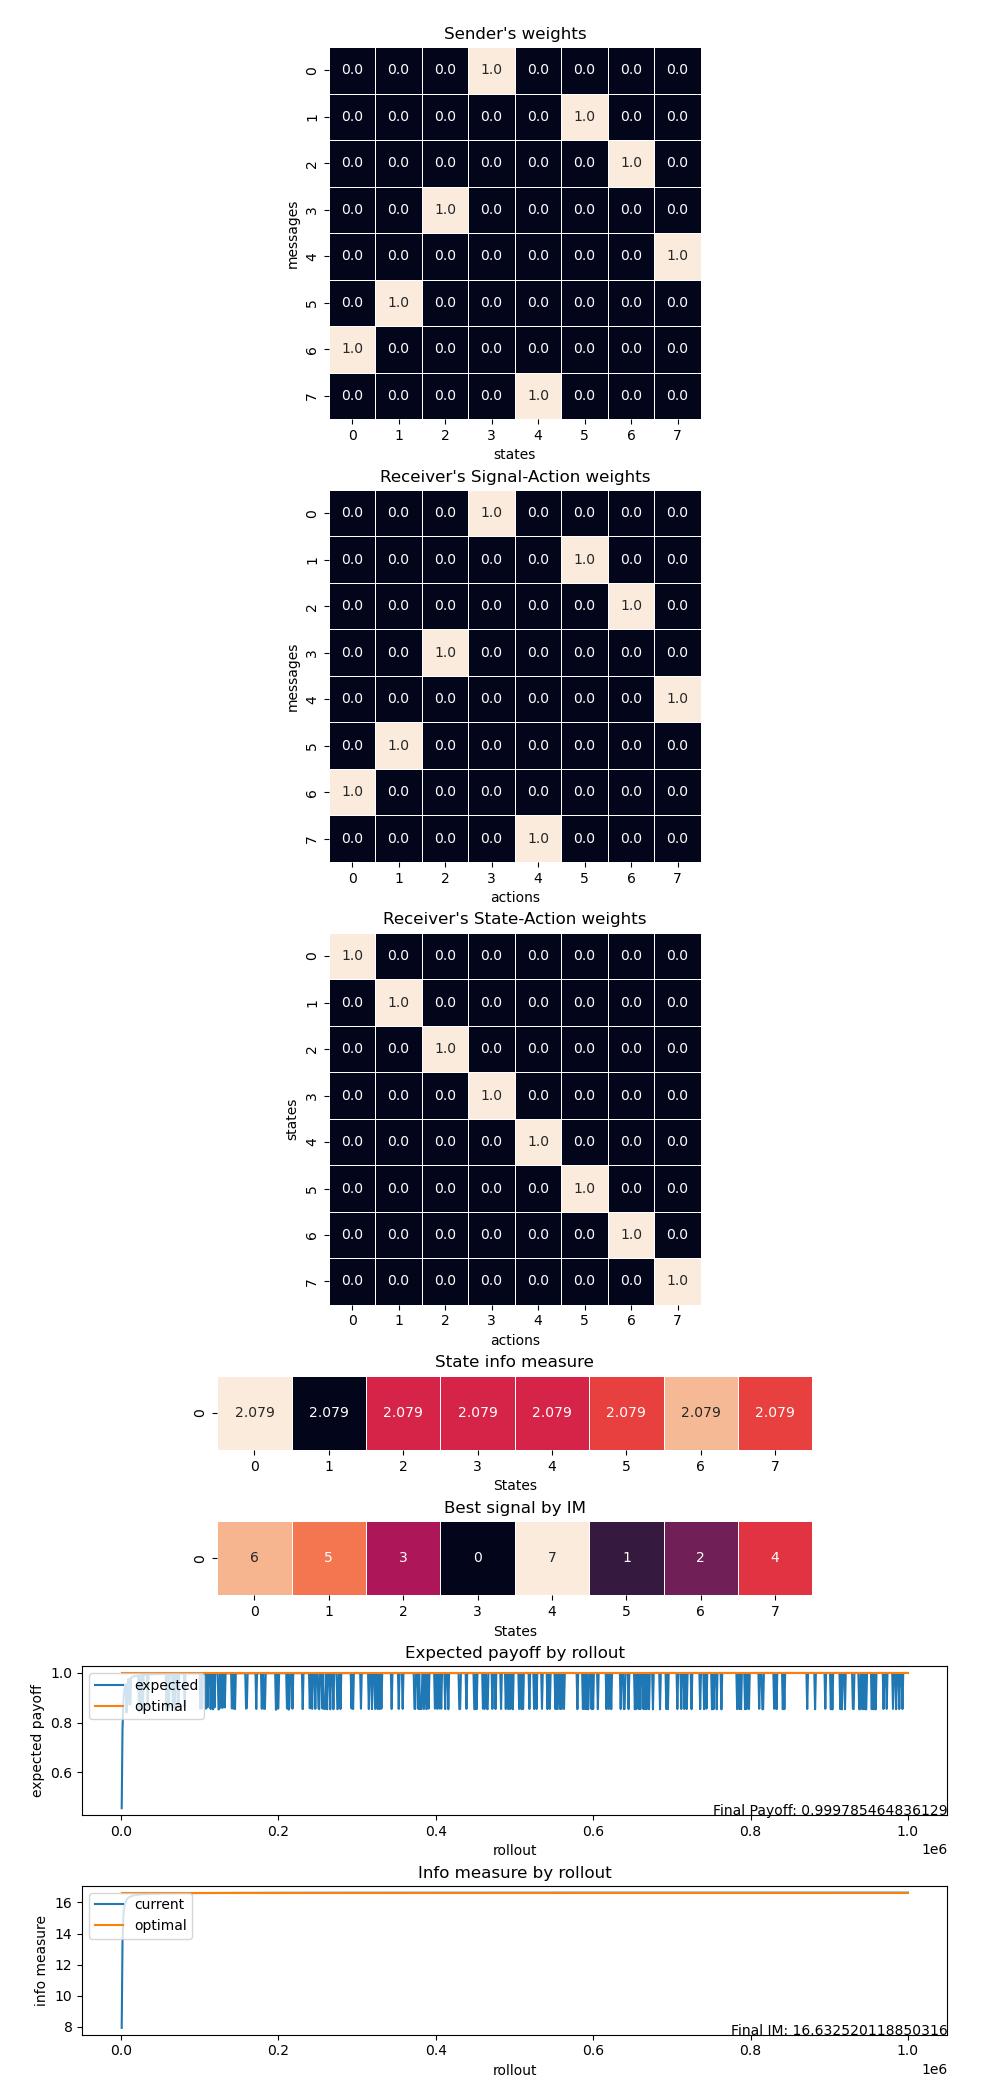 Sender's weights
0 0.0 0.0 0.0 1.0 0.0 0.0 0.0 0.0
1 0.0 0.0 0.0 0.0 0.0 1.0 0.0 0.0
2 0.0 0.0 0.0 0.0 0.0 0.0 1.0 0.0
3 0.0 0.0 1.0 0.0 0.0 0.0 0.0 0.0
messages
4 0.0 0.0 0.0 0.0 0.0 0.0 0.0 1.0
5 0.0 1.0 0.0 0.0 0.0 0.0 0.0 0.0
6 1.0 0.0 0.0 0.0 0.0 0.0 0.0 0.0
7 0.0 0.0 0.0 0.0 1.0 0.0 0.0 0.0
0 1 2 3 4 5 6 7
states
Receiver's Signal-Action weights
0 0.0 0.0 0.0 1.0 0.0 0.0 0.0 0.0
1 0.0 0.0 0.0 0.0 0.0 1.0 0.0 0.0
2 0.0 0.0 0.0 0.0 0.0 0.0 1.0 0.0
3 0.0 0.0 1.0 0.0 0.0 0.0 0.0 0.0
messages
4 0.0 0.0 0.0 0.0 0.0 0.0 0.0 1.0
5 0.0 1.0 0.0 0.0 0.0 0.0 0.0 0.0
6 1.0 0.0 0.0 0.0 0.0 0.0 0.0 0.0
7 0.0 0.0 0.0 0.0 1.0 0.0 0.0 0.0
0 1 2 3 4 5 6 7
actions
Receiver's State-Action weights
0 1.0 0.0 0.0 0.0 0.0 0.0 0.0 0.0
1 0.0 1.0 0.0 0.0 0.0 0.0 0.0 0.0
2 0.0 0.0 1.0 0.0 0.0 0.0 0.0 0.0
3 0.0 0.0 0.0 1.0 0.0 0.0 0.0 0.0
states
4 0.0 0.0 0.0 0.0 1.0 0.0 0.0 0.0
5 0.0 0.0 0.0 0.0 0.0 1.0 0.0 0.0
6 0.0 0.0 0.0 0.0 0.0 0.0 1.0 0.0
7 0.0 0.0 0.0 0.0 0.0 0.0 0.0 1.0
0 1 2 3 4 5 6 7
actions
State info measure
0 2.079 2.079 2.079 2.079 2.079 2.079 2.079 2.079
0 1 2 3 4 5 6 7
States
Best signal by IM
0 6 5 3 0 7 1 2 4
0 1 2 3 4 5 6 7
States
Expected payoff by rollout
expected payoff
1.0
0.8
0.6
expected
optimal
Final Payoff: 0.999785464836129
0.0 0.2 0.4 0.6 0.8 1.0
1e6
rollout
Info measure by rollout
info measure
16
14
12
10
8
current
optimal
Final IM: 16.632520118850316
0.0 0.2 0.4 0.6 0.8 1.0
1e6
rollout